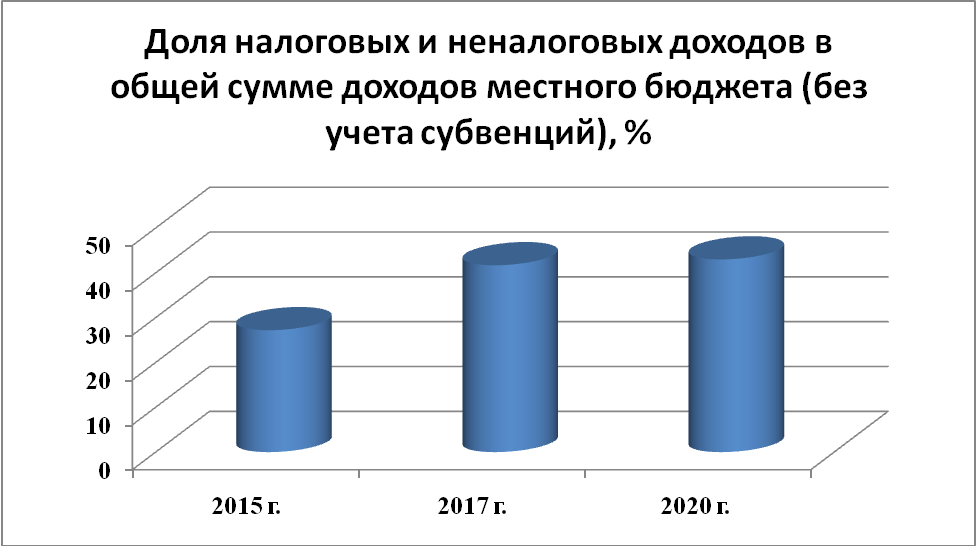 Доля налоговых и неналоговых доходов в
общей сумме доходов местного бюджета (без
учета субвенций), %
50
40
30
20
10
0
2015 г.
2017 г.
2020 г.